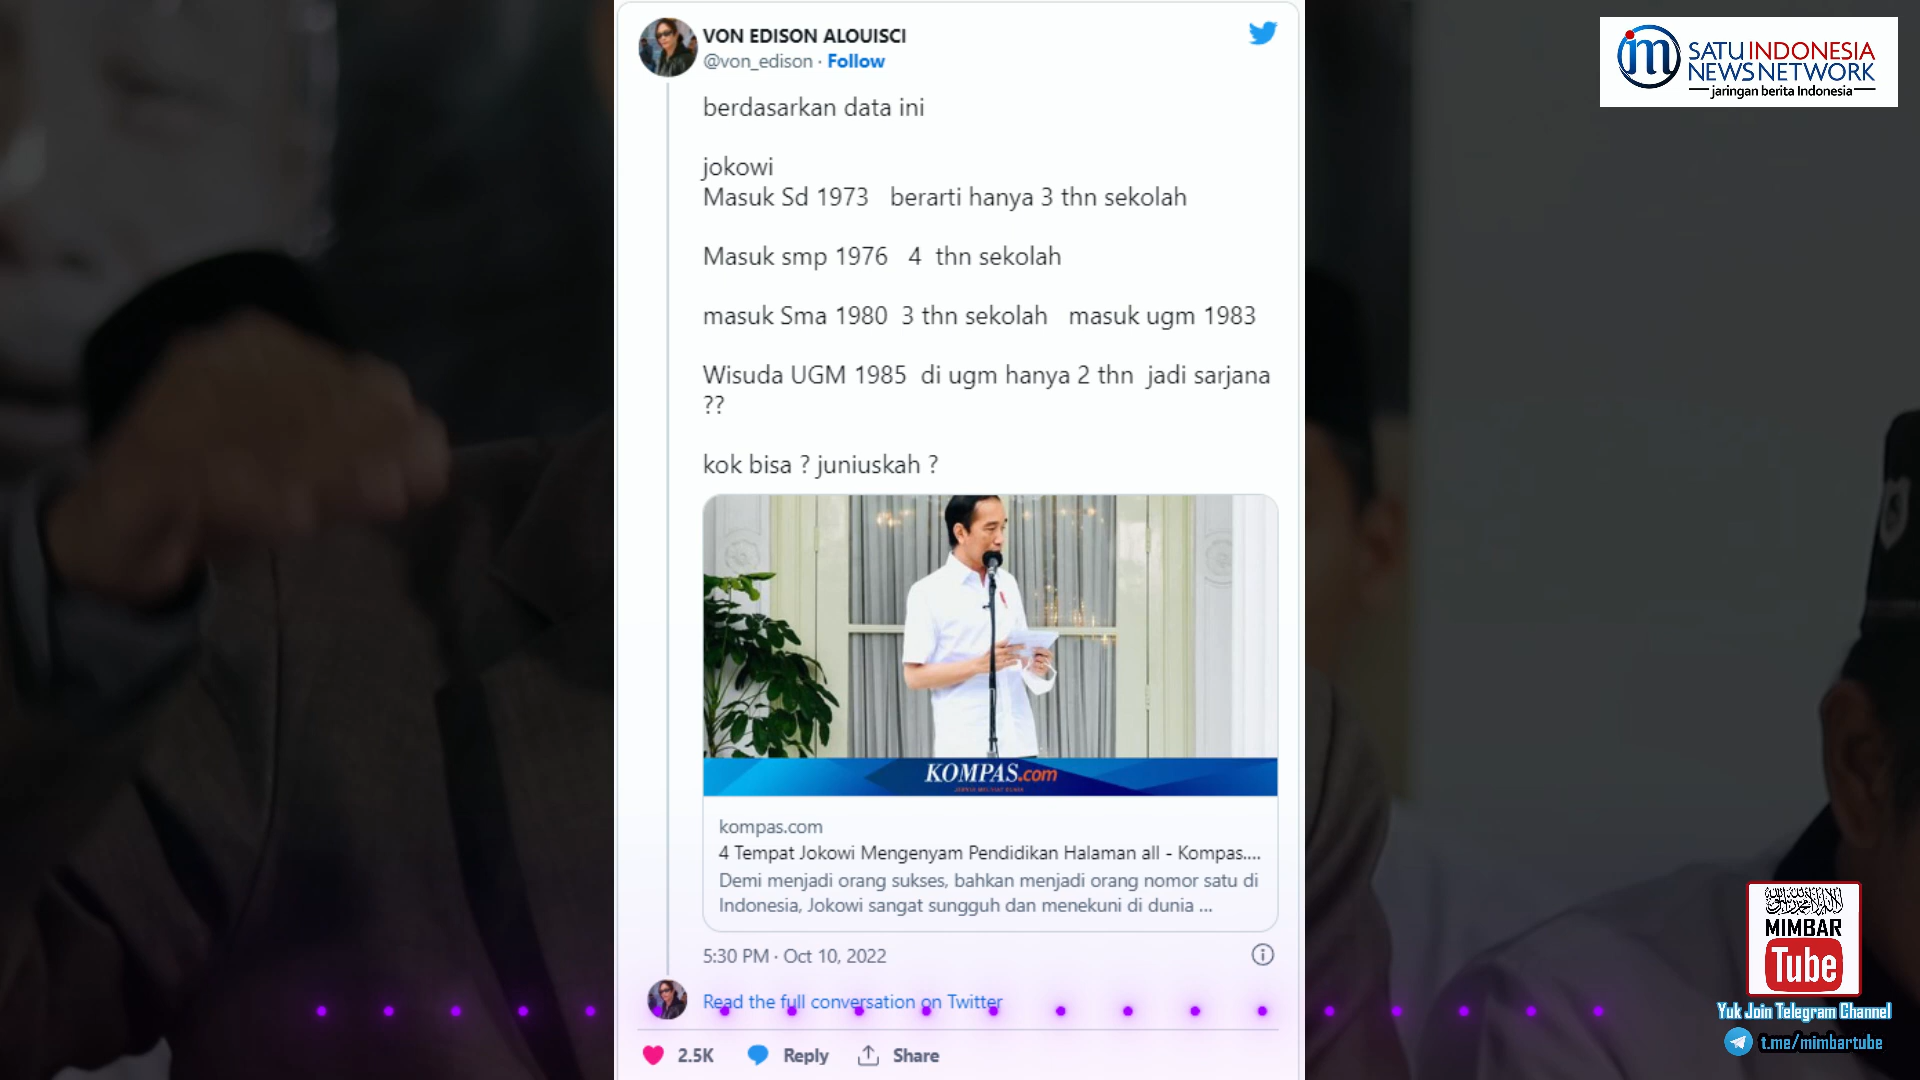 VON EDISON ALOUISCI
@von_edison · Follow
berdasarkan data ini
jokowi
Masuk Sd 1973 berarti hanya 3 thn sekolah
Masuk smp 1976 4 thn sekolah
masuk Sma 1980 3 thn sekolah masuk ugm 1983
Wisuda UGM 1985 di ugm hanya 2 thn jadi sarjana
??
kok bisa ? juniuskah ?
KOMPAS.com
JERNIH MELIHAT DUNIA
kompas.com
4 Tempat Jokowi Mengenyam Pendidikan Halaman all - Kompas....
Demi menjadi orang sukses, bahkan menjadi orang nomor satu di
Indonesia, Jokowi sangat sungguh dan menekuni di dunia ...
5:30 PM · Oct 10, 2022
Read the full conversation on Twitter
2.5K Reply Share
im
SATU INDONESIA
NEWS NETWORK
jaringan berita Indonesia
MIMBAR
Tube
Yuk Join Telegram Channel
t.me/mimbartube